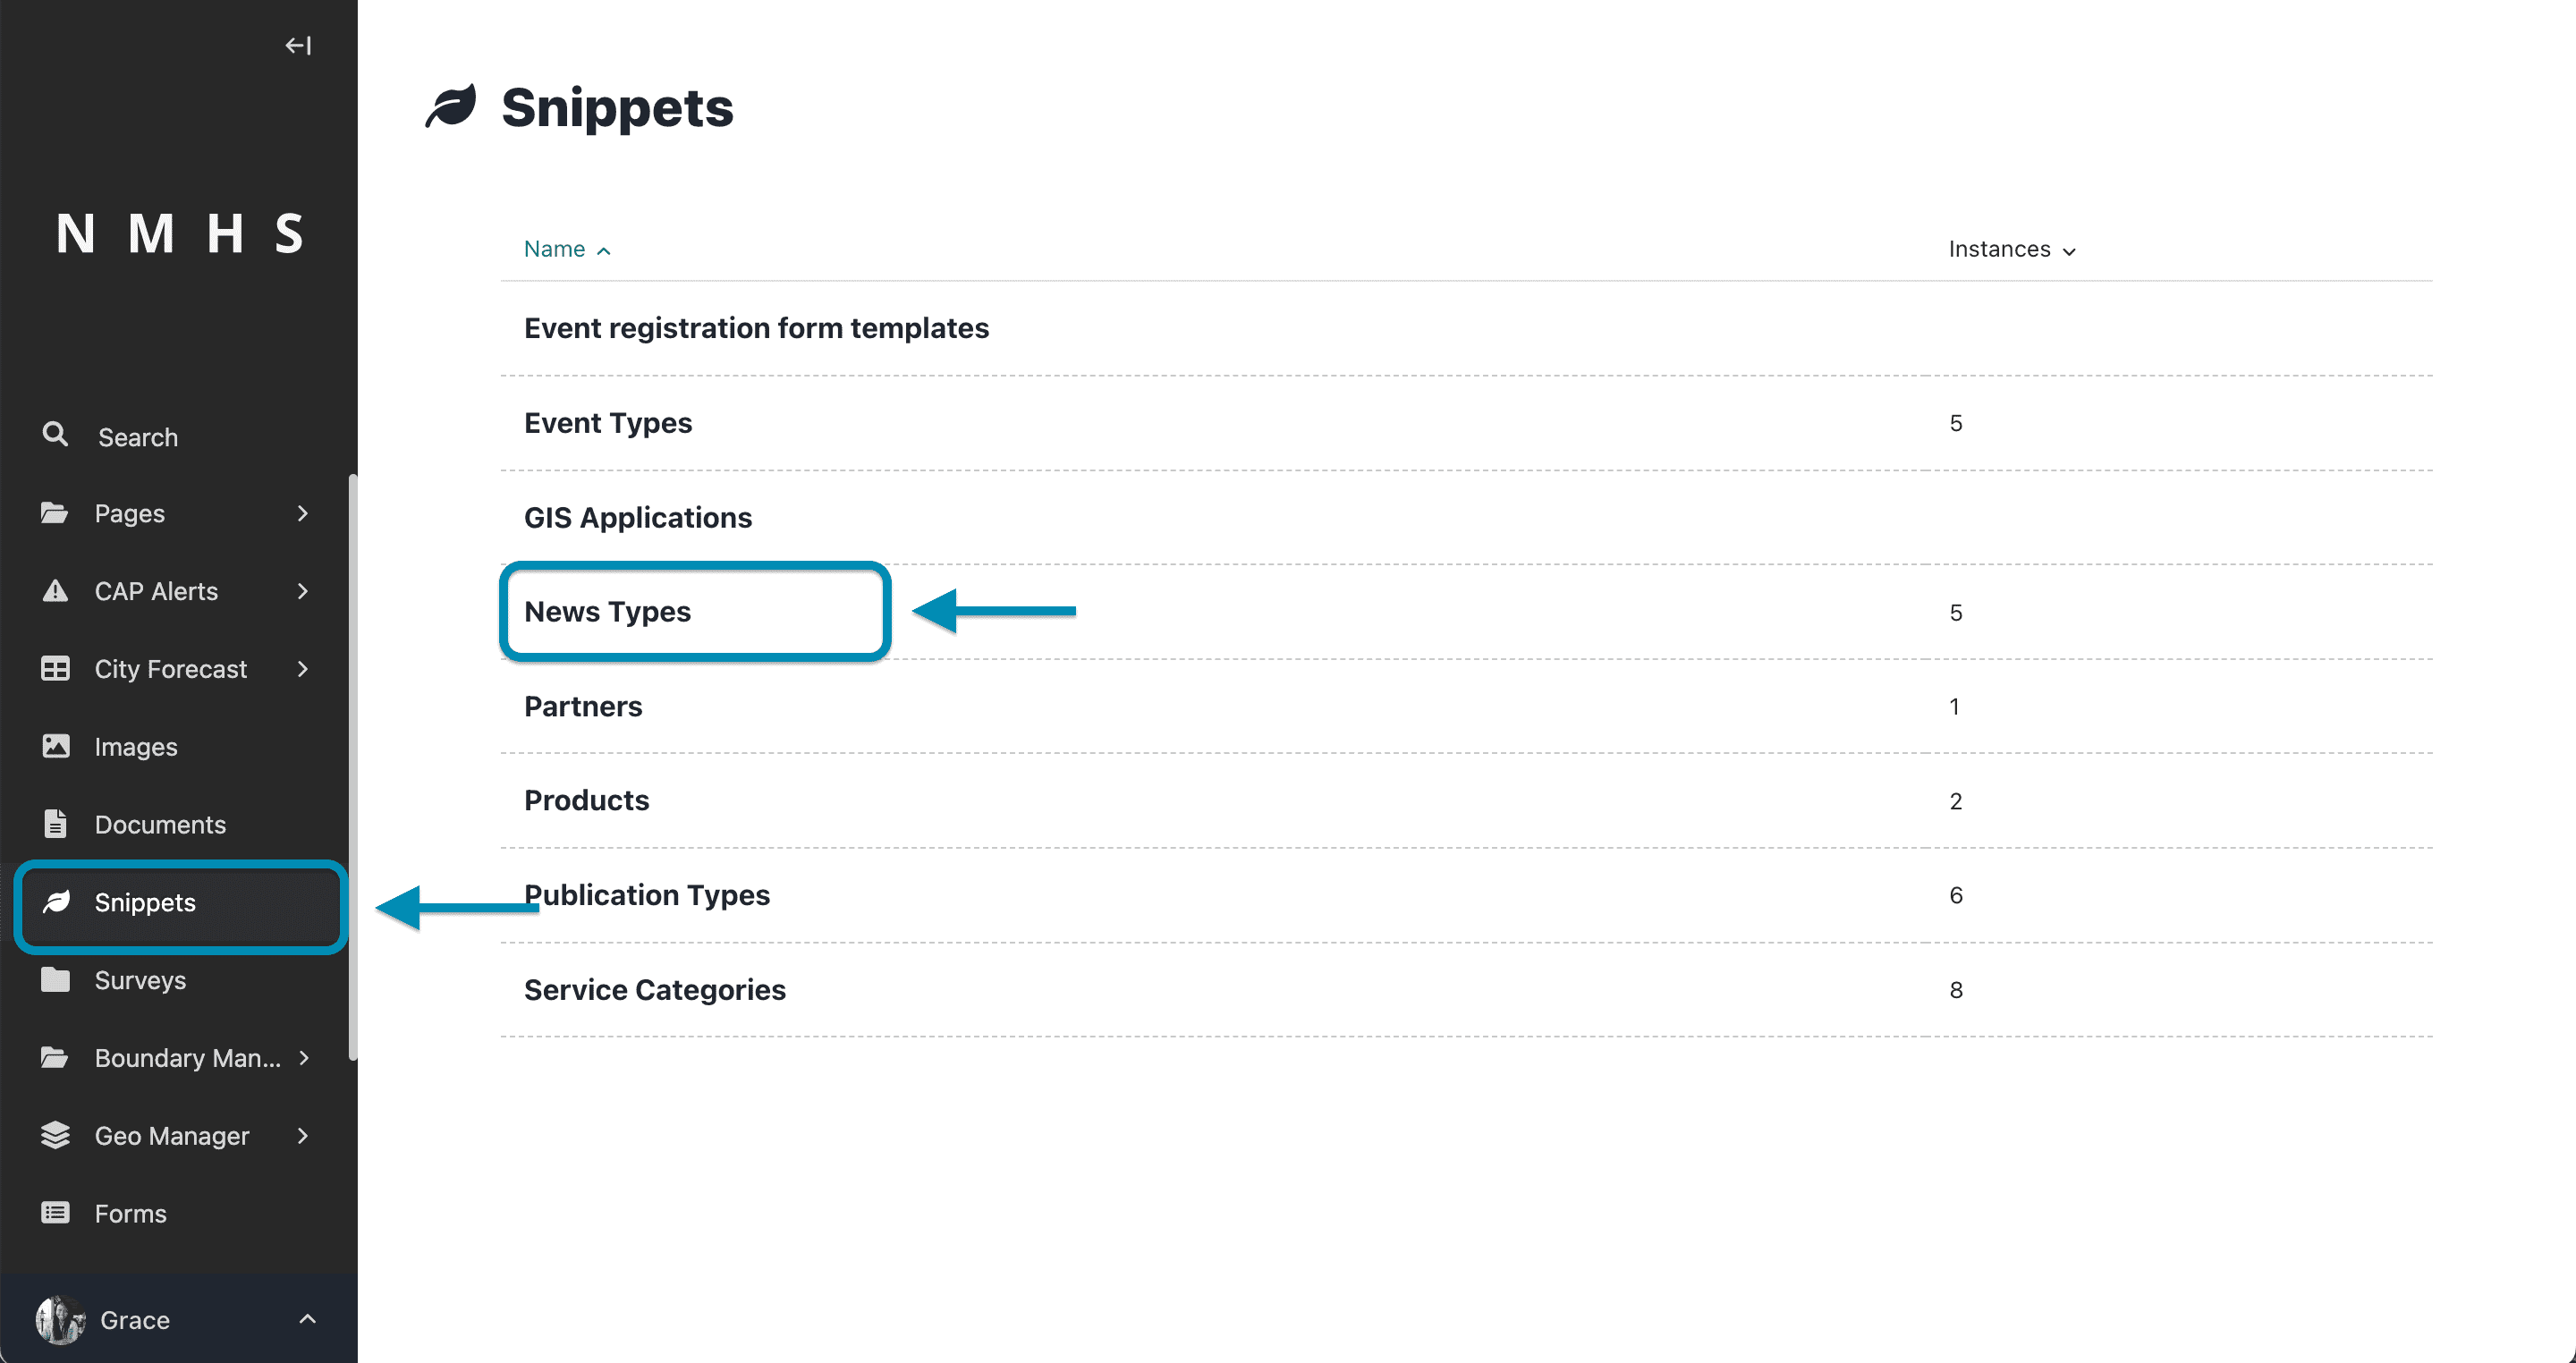 N M H S
Search
Pages
CAP Alerts
City Forecast
Images
Documents
Snippets
Surveys
Boundary Man...
Geo Manager
Forms
Grace
Snippets
Name Instances
Event registration form templates
Event Types 5
GIS Applications
News Types 5
Partners 1
Products 2
Publication Types 6
Service Categories 8